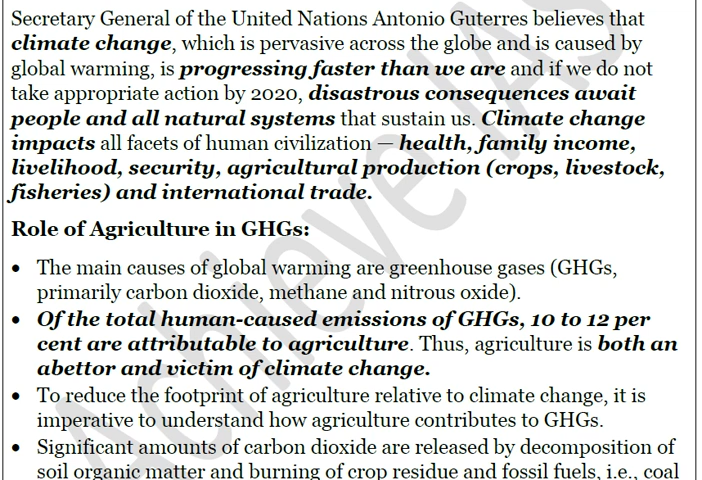 Secretary General of the United Nations Antonio Guterres believes that
climate change, which is pervasive across the globe and is caused by
global warming, is progressing faster than we are and if we do not
take appropriate action by 2020, disastrous consequences await
people and all natural systems that sustain us. Climate change
impacts all facets of human civilization — health, family income,
livelihood, security, agricultural production (crops, livestock,
fisheries) and international trade.
Role of Agriculture in GHGs:
• The main causes of global warming are greenhouse gases (GHGs,
primarily carbon dioxide, methane and nitrous oxide).
• Of the total human-caused emissions of GHGs, 10 to 12 per
cent are attributable to agriculture. Thus, agriculture is both an
abettor and victim of climate change.
• To reduce the footprint of agriculture relative to climate change, it is
imperative to understand how agriculture contributes to GHGs.
• Significant amounts of carbon dioxide are released by decomposition of
soil organic matter and burning of crop residue and fossil fuels, i.e., coal
Achieve IAS